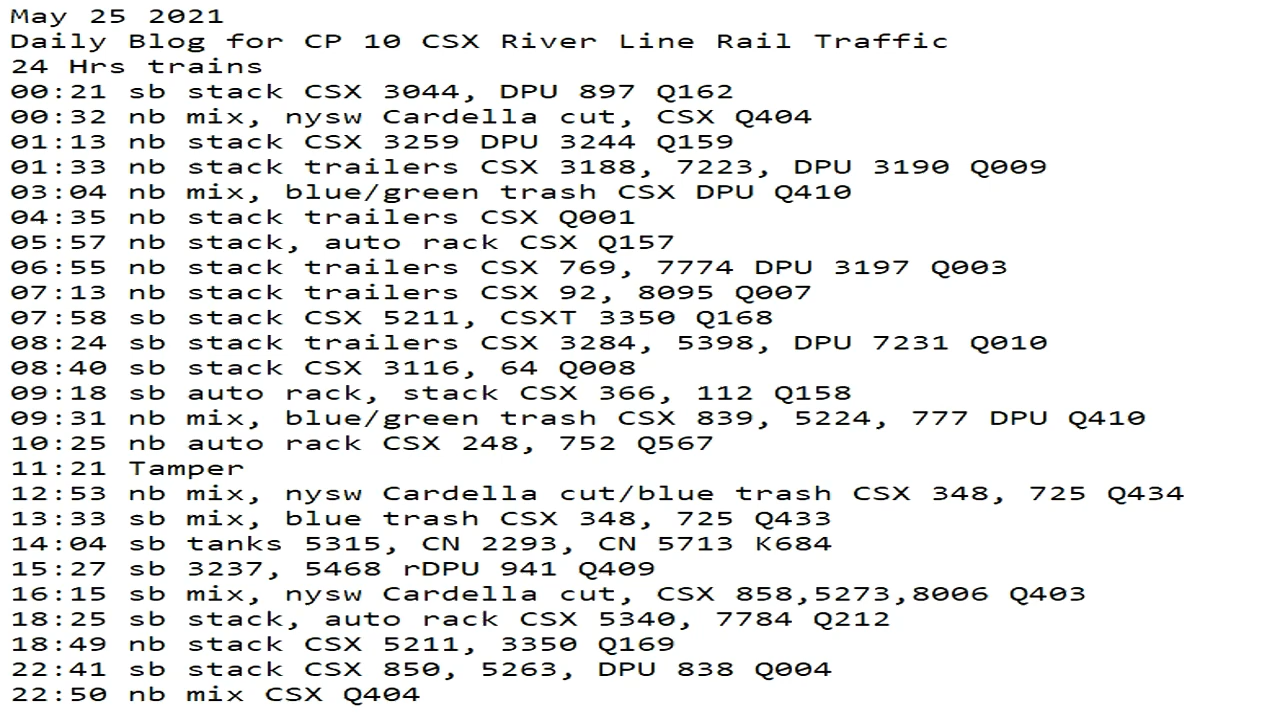 May 25 2021
Daily Blog for CP 10 CSX River Line Rail Traffic
24 Hrs trains
00:21 sb stack CSX 3044, DPU 897 Q162
00:32 nb mix, nysw Cardella cut, CSX Q404
01:13 nb stack CSX 3259 DPU 3244 Q159
01:33 nb stack trailers CSX 3188, 7223, DPU 3190 Q009
03:04 nb mix, blue/green trash CSX DPU Q410
04:35 nb stack trailers CSX Q001
05:57 nb stack, auto rack CSX Q157
06:55 nb stack trailers CSX 769, 7774 DPU 3197 Q003
07:13 nb stack trailers CSX 92, 8095 Q007
07:58 sb stack CSX 5211, CSXT 3350 Q168
08:24 sb stack trailers CSX 3284, 5398, DPU 7231 Q010
08:40 sb stack CSX 3116, 64 Q008
09:18 sb auto rack, stack CSX 366, 112 Q158
09:31 nb mix, blue/green trash CSX 839, 5224, 777 DPU Q410
10:25 nb auto rack CSX 248, 752 Q567
11:21 Tamper
12:53 nb mix, nysw Cardella cut/blue trash CSX 348, 725 Q434
13:33 sb mix, blue trash CSX 348, 725 Q433
14:04 sb tanks 5315, CN 2293, CN 5713 K684
15:27 sb 3237, 5468 rDPU 941 Q409
16:15 sb mix, nysw Cardella cut, CSX 858,5273,8006 Q403
18:25 sb stack, auto rack CSX 5340, 7784 Q212
18:49 nb stack CSX 5211, 3350 Q169
22:41 sb stack CSX 850, 5263, DPU 838 Q004
22:50 nb mix CSX Q404